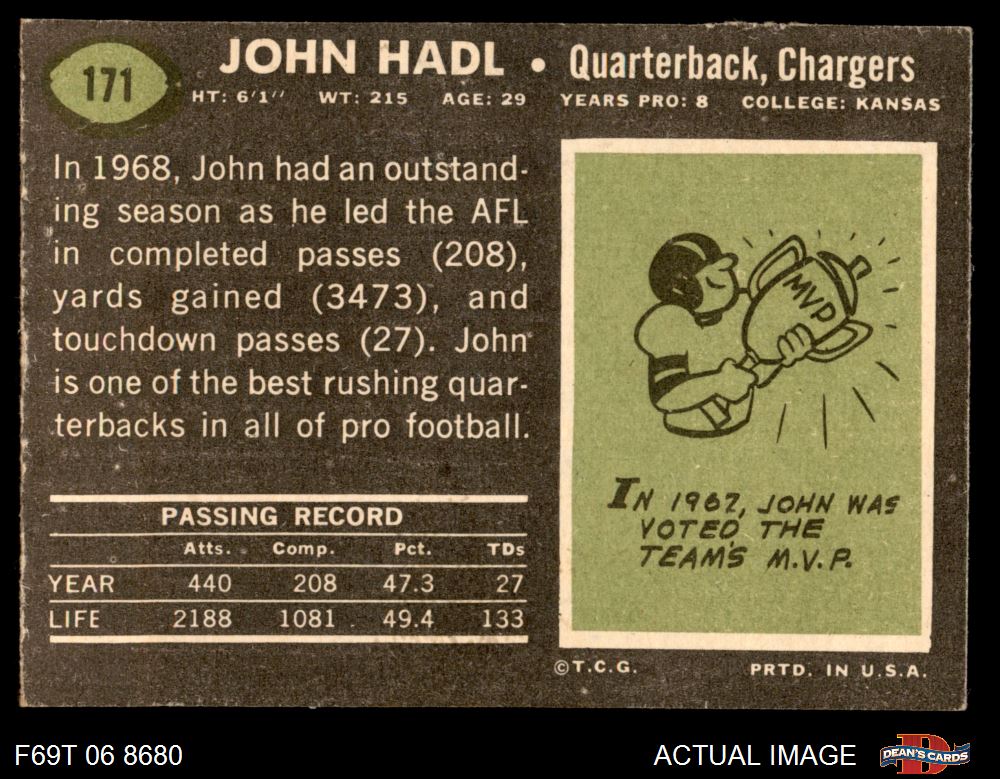 171
JOHN HADL • Quarterback, Chargers
HT: 6'1" WT: 215 AGE: 29 YEARS PRO: 8 COLLEGE: KANSAS
In 1968, John had an outstand-
ing season as he led the AFL
in completed passes (208),
yards gained (3473), and
touchdown passes (27). John
is one of the best rushing quar-
terbacks in all of pro football.
PASSING RECORD
Atts. Comp. Pct. TDs
YEAR 440 208 47.3 27
LIFE 2188 1081 49.4 133
MVP
IN 1967, JOHN WAS
VOTED THE
TEAM'S M.V.P.
©T.C.G. PRTD. IN U.S.A.
F69T 06 8680 ACTUAL IMAGE
D
DEAN'S CARDS